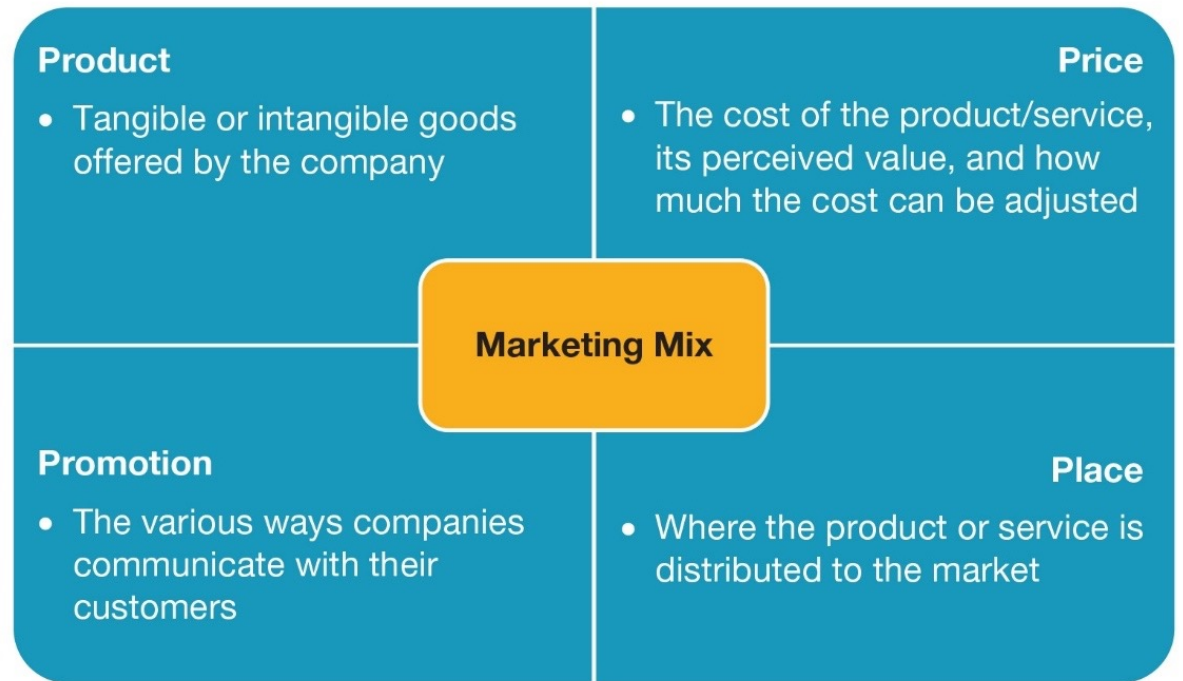 Product
• Tangible or intangible goods
offered by the company
Price
• The cost of the product/service,
its perceived value, and how
much the cost can be adjusted
Marketing Mix
Promotion
• The various ways companies
communicate with their
customers
Place
• Where the product or service is
distributed to the market